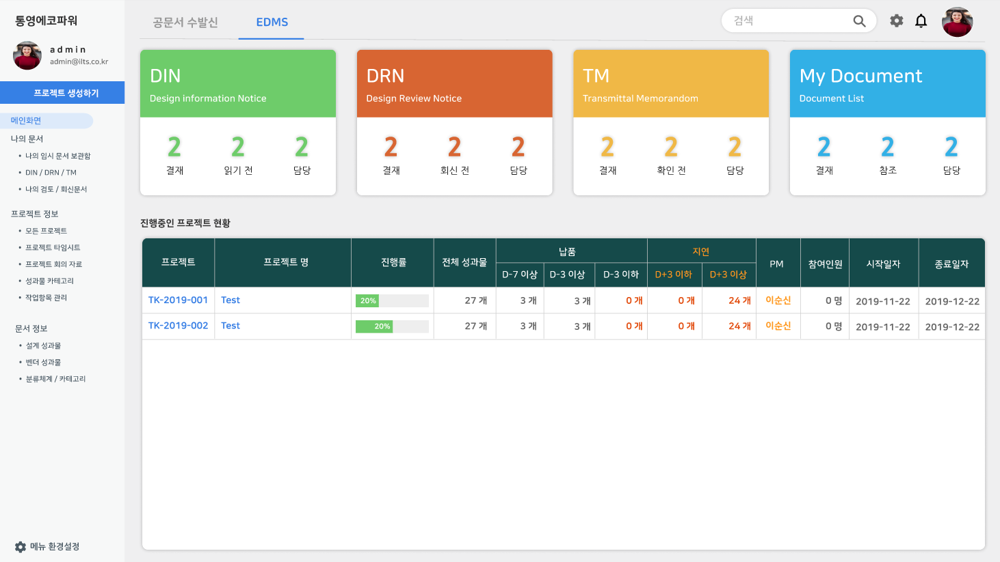 통영에코파워
admin
admin@ilts.co.kr
프로젝트 생성하기
메인화면
나의 문서
• 나의 임시 문서 보관함
• DIN / DRN / TM
• 나의 검토 / 회신문서
프로젝트 정보
• 모든 프로젝트
• 프로젝트 타임시트
• 프로젝트 회의 자료
• 성과물 카테고리
• 작업항목 관리
문서 정보
• 설계 성과물
• 벤더 성과물
• 분류체계 / 카테고리
메뉴 환경설정
공문서 수발신 EDMS 검색
DIN
Design information Notice
2 2 2
결재 읽기 전 담당
DRN
Design Review Notice
2 2 2
결재 회신 전 담당
TM
Transmittal Memorandom
2 2 2
결재 확인 전 담당
My Document
Document List
2 2 2
결재 참조 담당
진행중인 프로젝트 현황
프로젝트 프로젝트 명 진행률 전체 성과물 납품 지연 PM 참여인원 시작일자 종료일자
D-7 이상 D-3 이상 D-3 이하 D+3 이하 D+3 이상
TK-2019-001 Test 20% 27 개 3 개 3 개 0 개 0 개 24 개 이순신 0 명 2019-11-22 2019-12-22
TK-2019-002 Test 20% 27 개 3 개 3 개 0 개 0 개 24 개 이순신 0 명 2019-11-22 2019-12-22